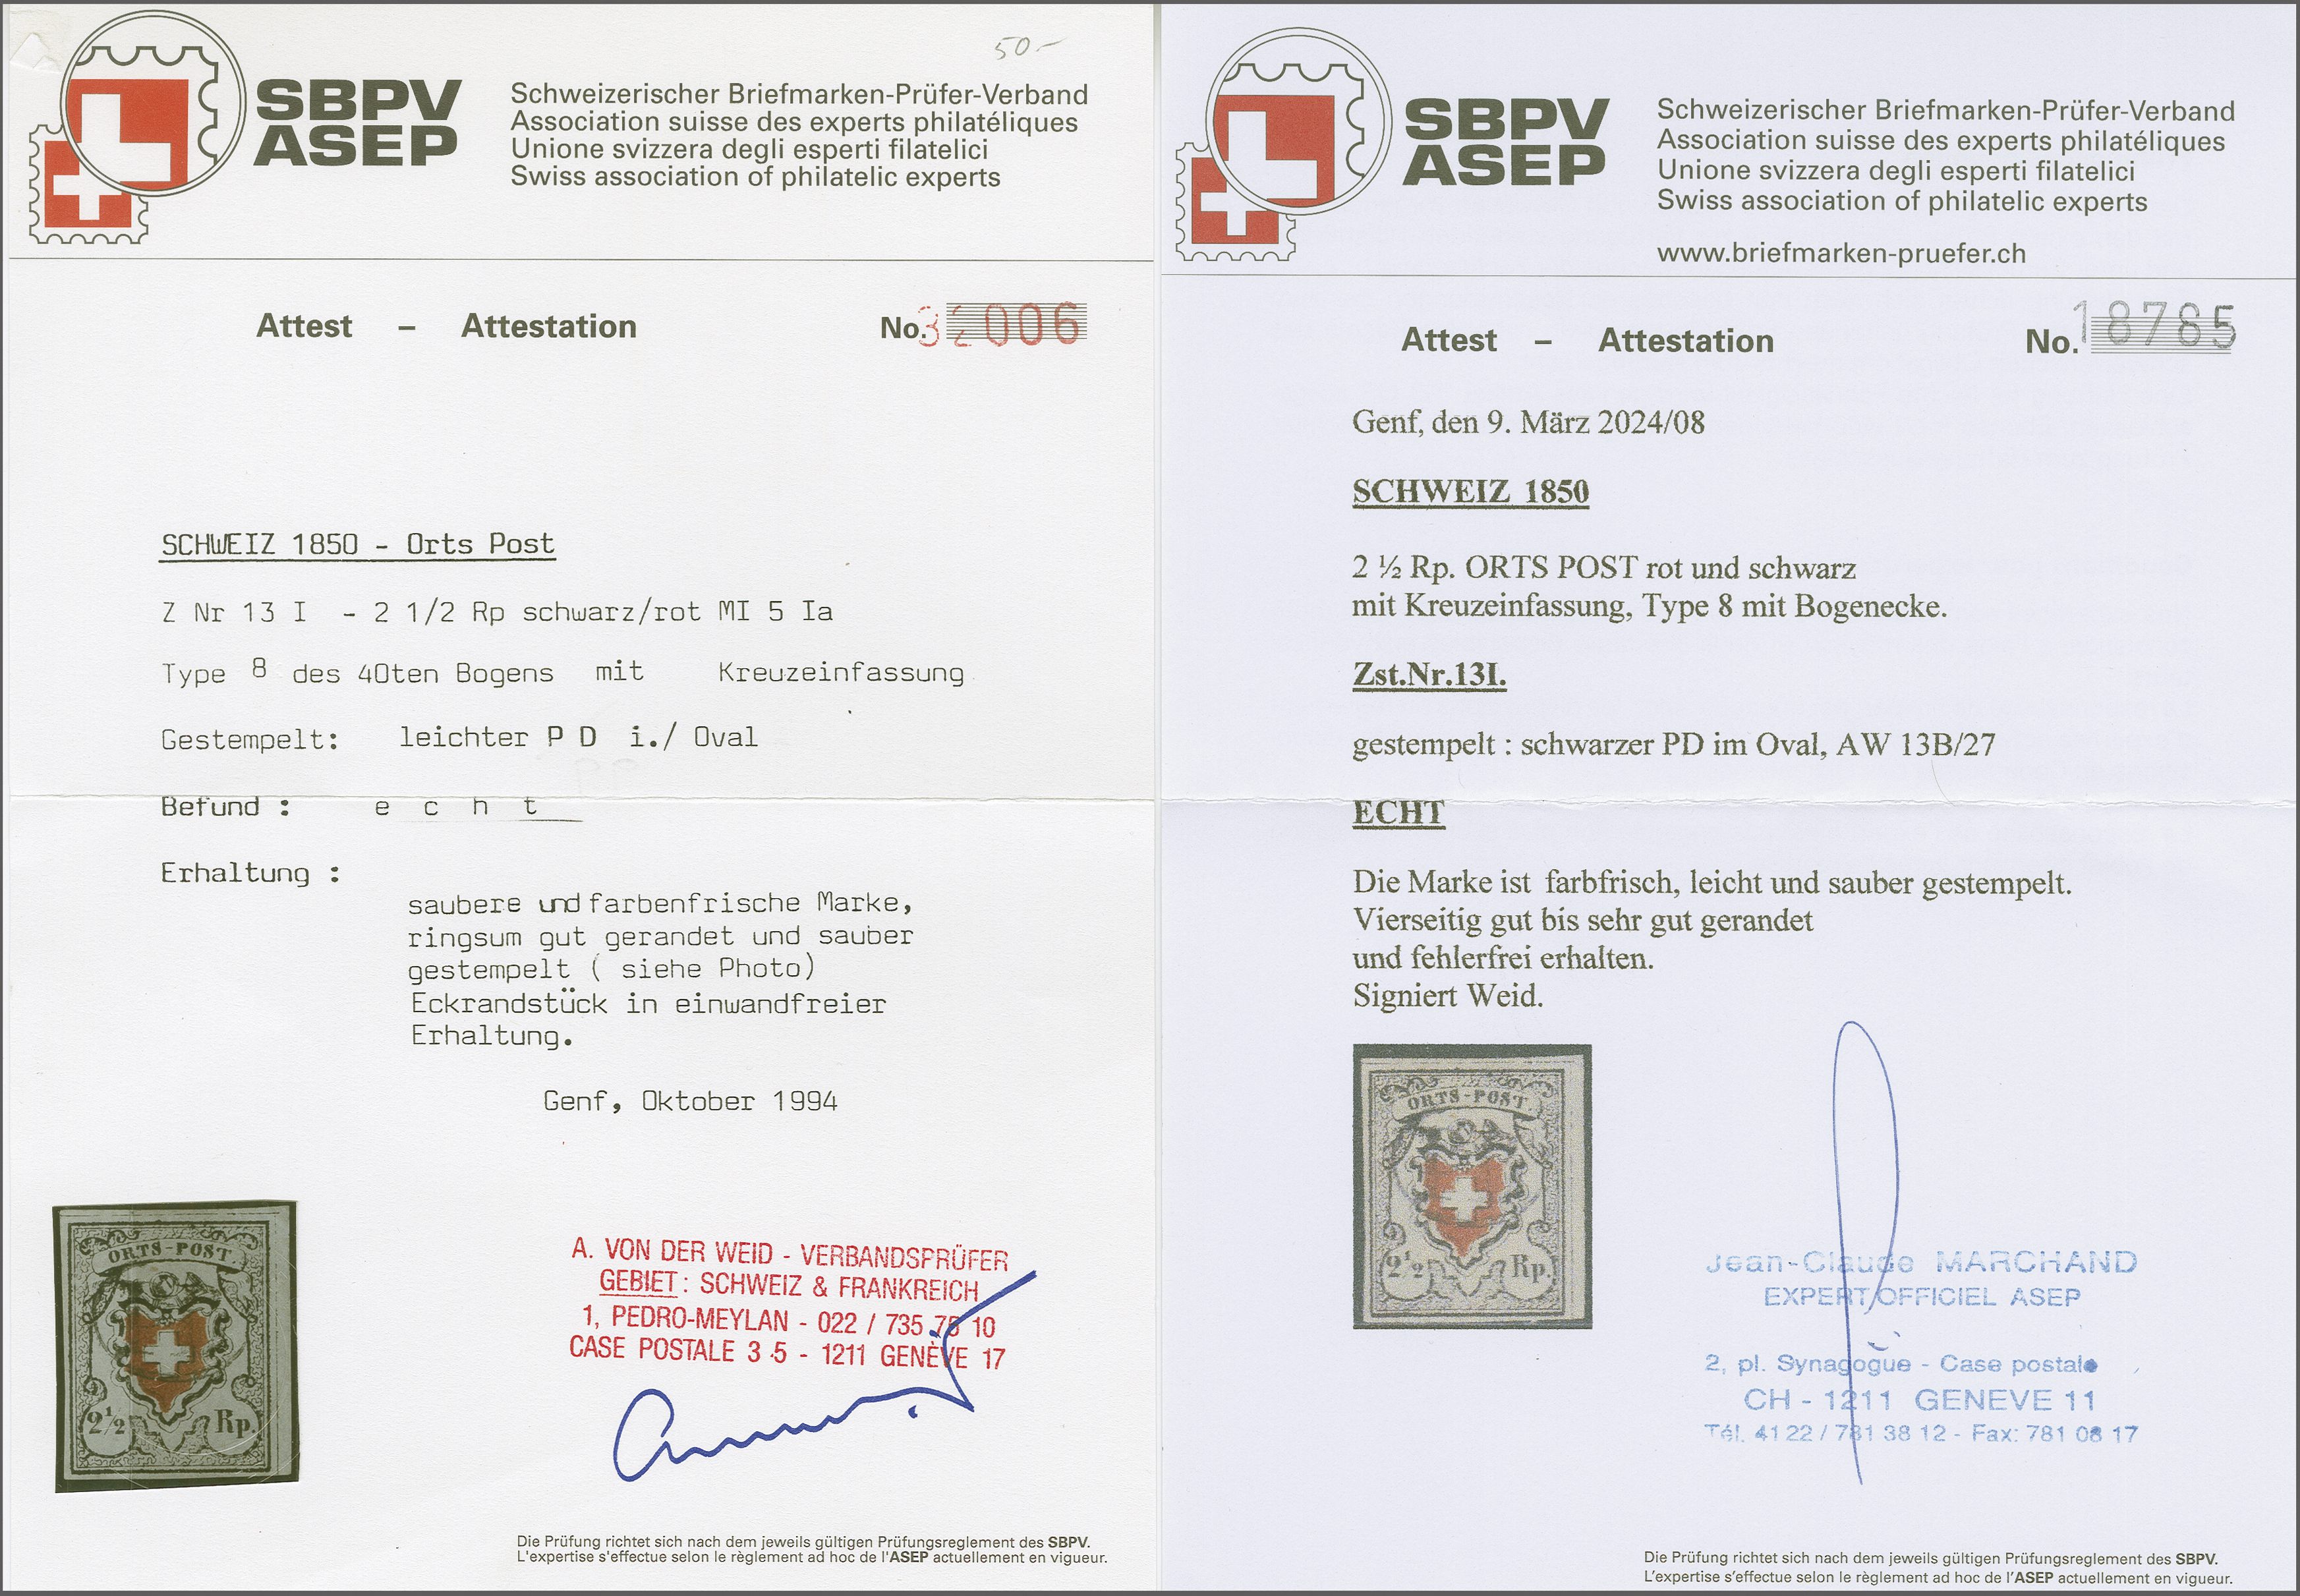 50.-
SBPV
ASEP
Schweizerischer Briefmarken-Prüfer-Verband
Association suisse des experts philatéliques
Unione svizzera degli esperti filatelici
Swiss association of philatelic experts
Attest – Attestation
No. 32006
SCHWEIZ 1850 - Orts Post
Z Nr 13 I - 2 1/2 Rp schwarz/rot MI 5 Ia
Type 8 des 40ten Bogens mit Kreuzeinfassung
Gestempelt: leichter P D i./ Oval
Befund : e c h t
Erhaltung :
saubere und farbenfrische Marke,
ringsum gut gerandet und sauber
gestempelt ( siehe Photo)
Eckrandstück in einwandfreier
Erhaltung.
Genf, Oktober 1994
ORTS-POST
2½ Rp.
A. VON DER WEID - VERBANDSPRÜFER
GEBIET : SCHWEIZ & FRANKREICH
1, PEDRO-MEYLAN - 022 / 735 75 10
CASE POSTALE 3 5 - 1211 GENÈVE 17
Die Prüfung richtet sich nach dem jeweils gültigen Prüfungsreglement des SBPV.
L'expertise s'effectue selon le règlement ad hoc de l'ASEP actuellement en vigueur.
SBPV
ASEP
Schweizerischer Briefmarken-Prüfer-Verband
Association suisse des experts philatéliques
Unione svizzera degli esperti filatelici
Swiss association of philatelic experts
www.briefmarken-pruefer.ch
Attest – Attestation
No. 18785
Genf, den 9. März 2024/08
SCHWEIZ 1850
2 ½ Rp. ORTS POST rot und schwarz
mit Kreuzeinfassung, Type 8 mit Bogenecke.
Zst.Nr.13I.
gestempelt : schwarzer PD im Oval, AW 13B/27
ECHT
Die Marke ist farbfrisch, leicht und sauber gestempelt.
Vierseitig gut bis sehr gut gerandet
und fehlerfrei erhalten.
Signiert Weid.
ORTS-POST
2½ Rp.
Jean-Claude MARCHAND
EXPERT OFFICIEL ASEP
2, pl. Synagogue - Case postale
CH - 1211 GENEVE 11
Tél. 41 22 / 781 38 12 - Fax: 781 08 17
Die Prüfung richtet sich nach dem jeweils gültigen Prüfungsreglement des SBPV.
L'expertise s'effectue selon le règlement ad hoc de l'ASEP actuellement en vigueur.